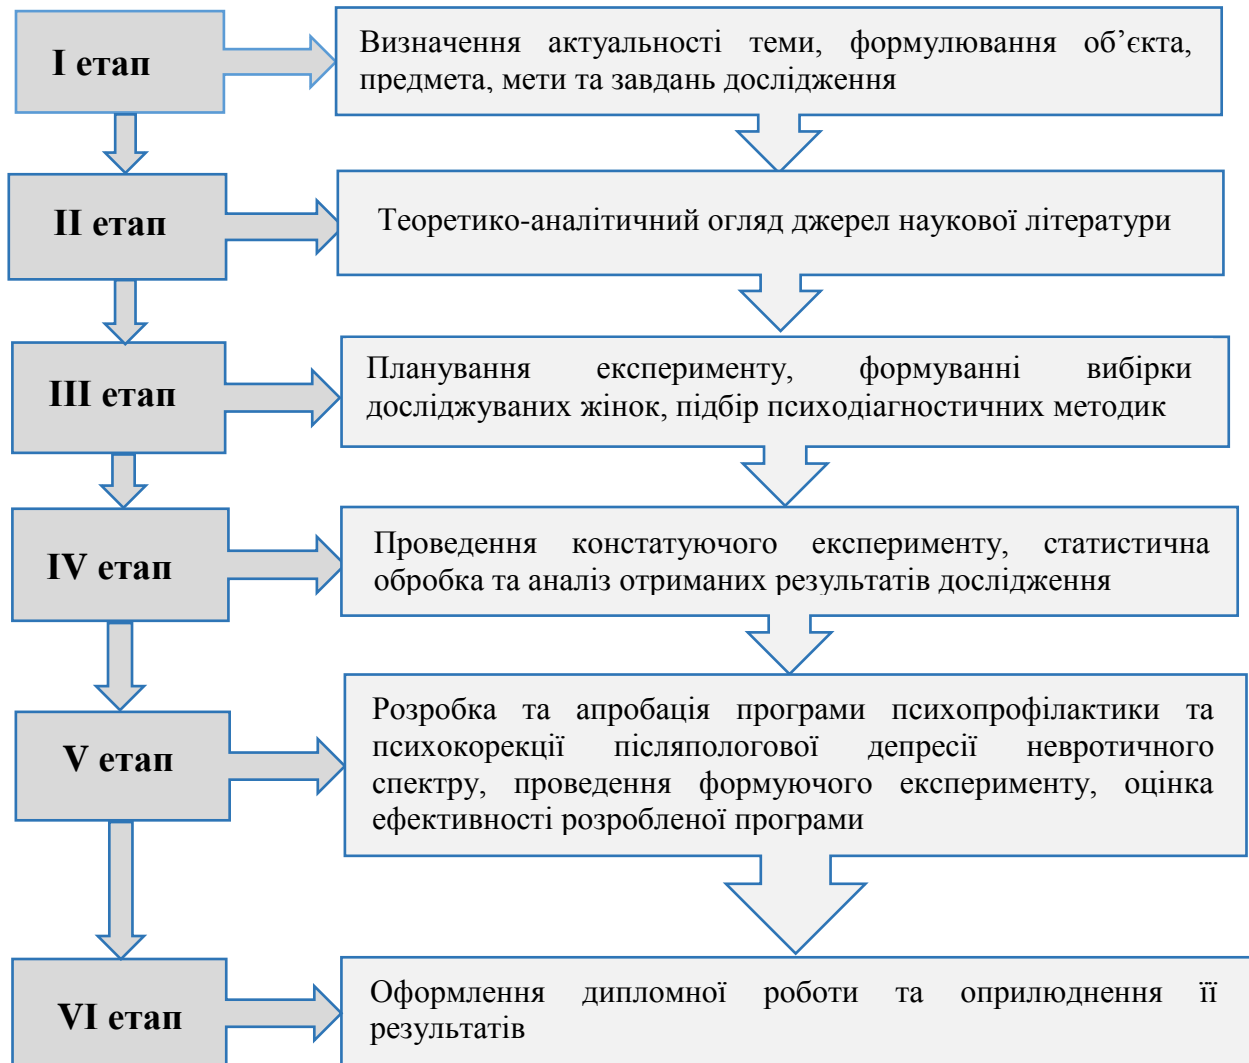 I етап
Визначення актуальності теми, формулювання об’єкта,
предмета, мети та завдань дослідження
II етап
Теоретико-аналітичний огляд джерел наукової літератури
III етап
Планування експерименту, формуванні вибірки
досліджуваних жінок, підбір психодіагностичних методик
IV етап
Проведення констатуючого експерименту, статистична
обробка та аналіз отриманих результатів дослідження
V етап
Розробка та апробація програми психопрофілактики та
психокорекції післяпологової депресії невротичного
спектру, проведення формуючого експерименту, оцінка
ефективності розробленої програми
VI етап
Оформлення дипломної роботи та оприлюднення її
результатів